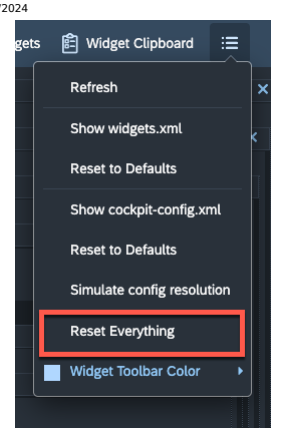 /2024
gets Widget Clipboard
Refresh
Show widgets.xml
Reset to Defaults
Show cockpit-config.xml
Reset to Defaults
Simulate config resolution
Reset Everything
Widget Toolbar Color